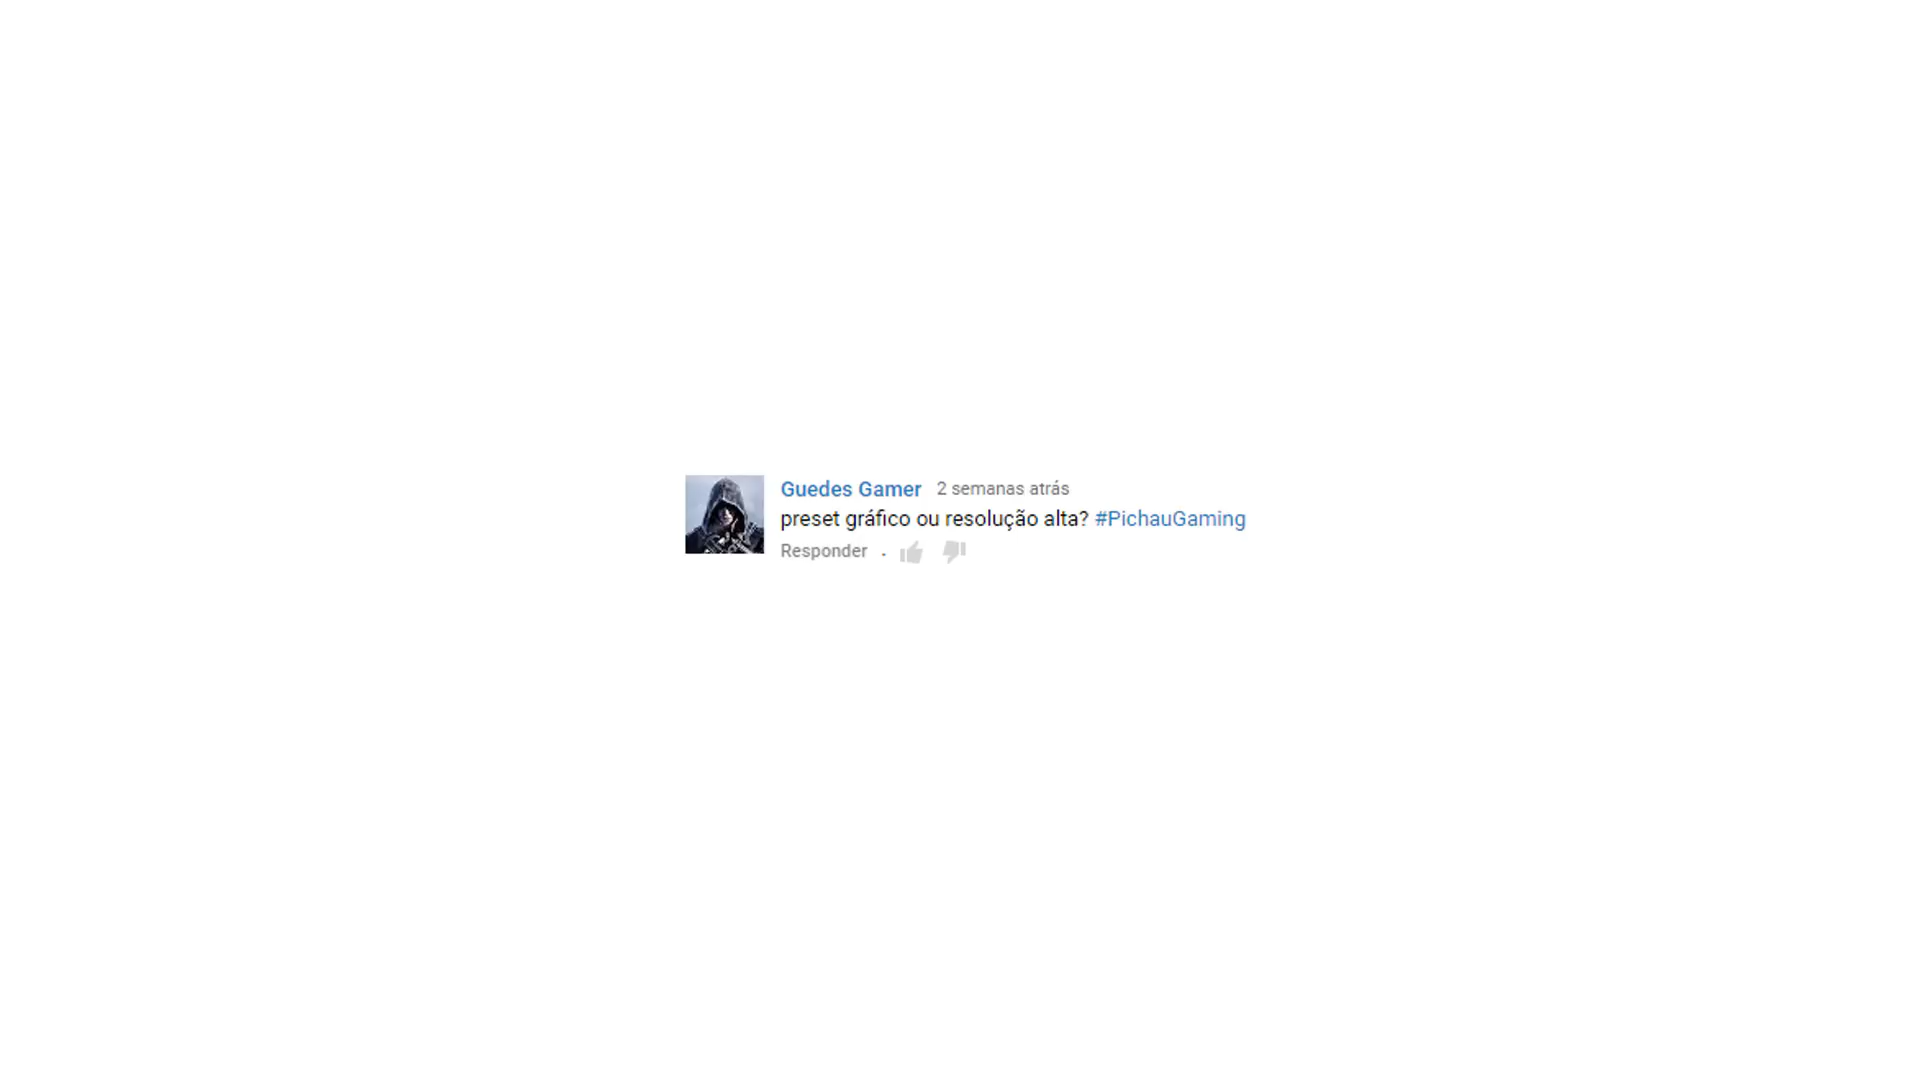 Guedes Gamer 2 semanas atrás
preset gráfico ou resolução alta? #PichauGaming
Responder .